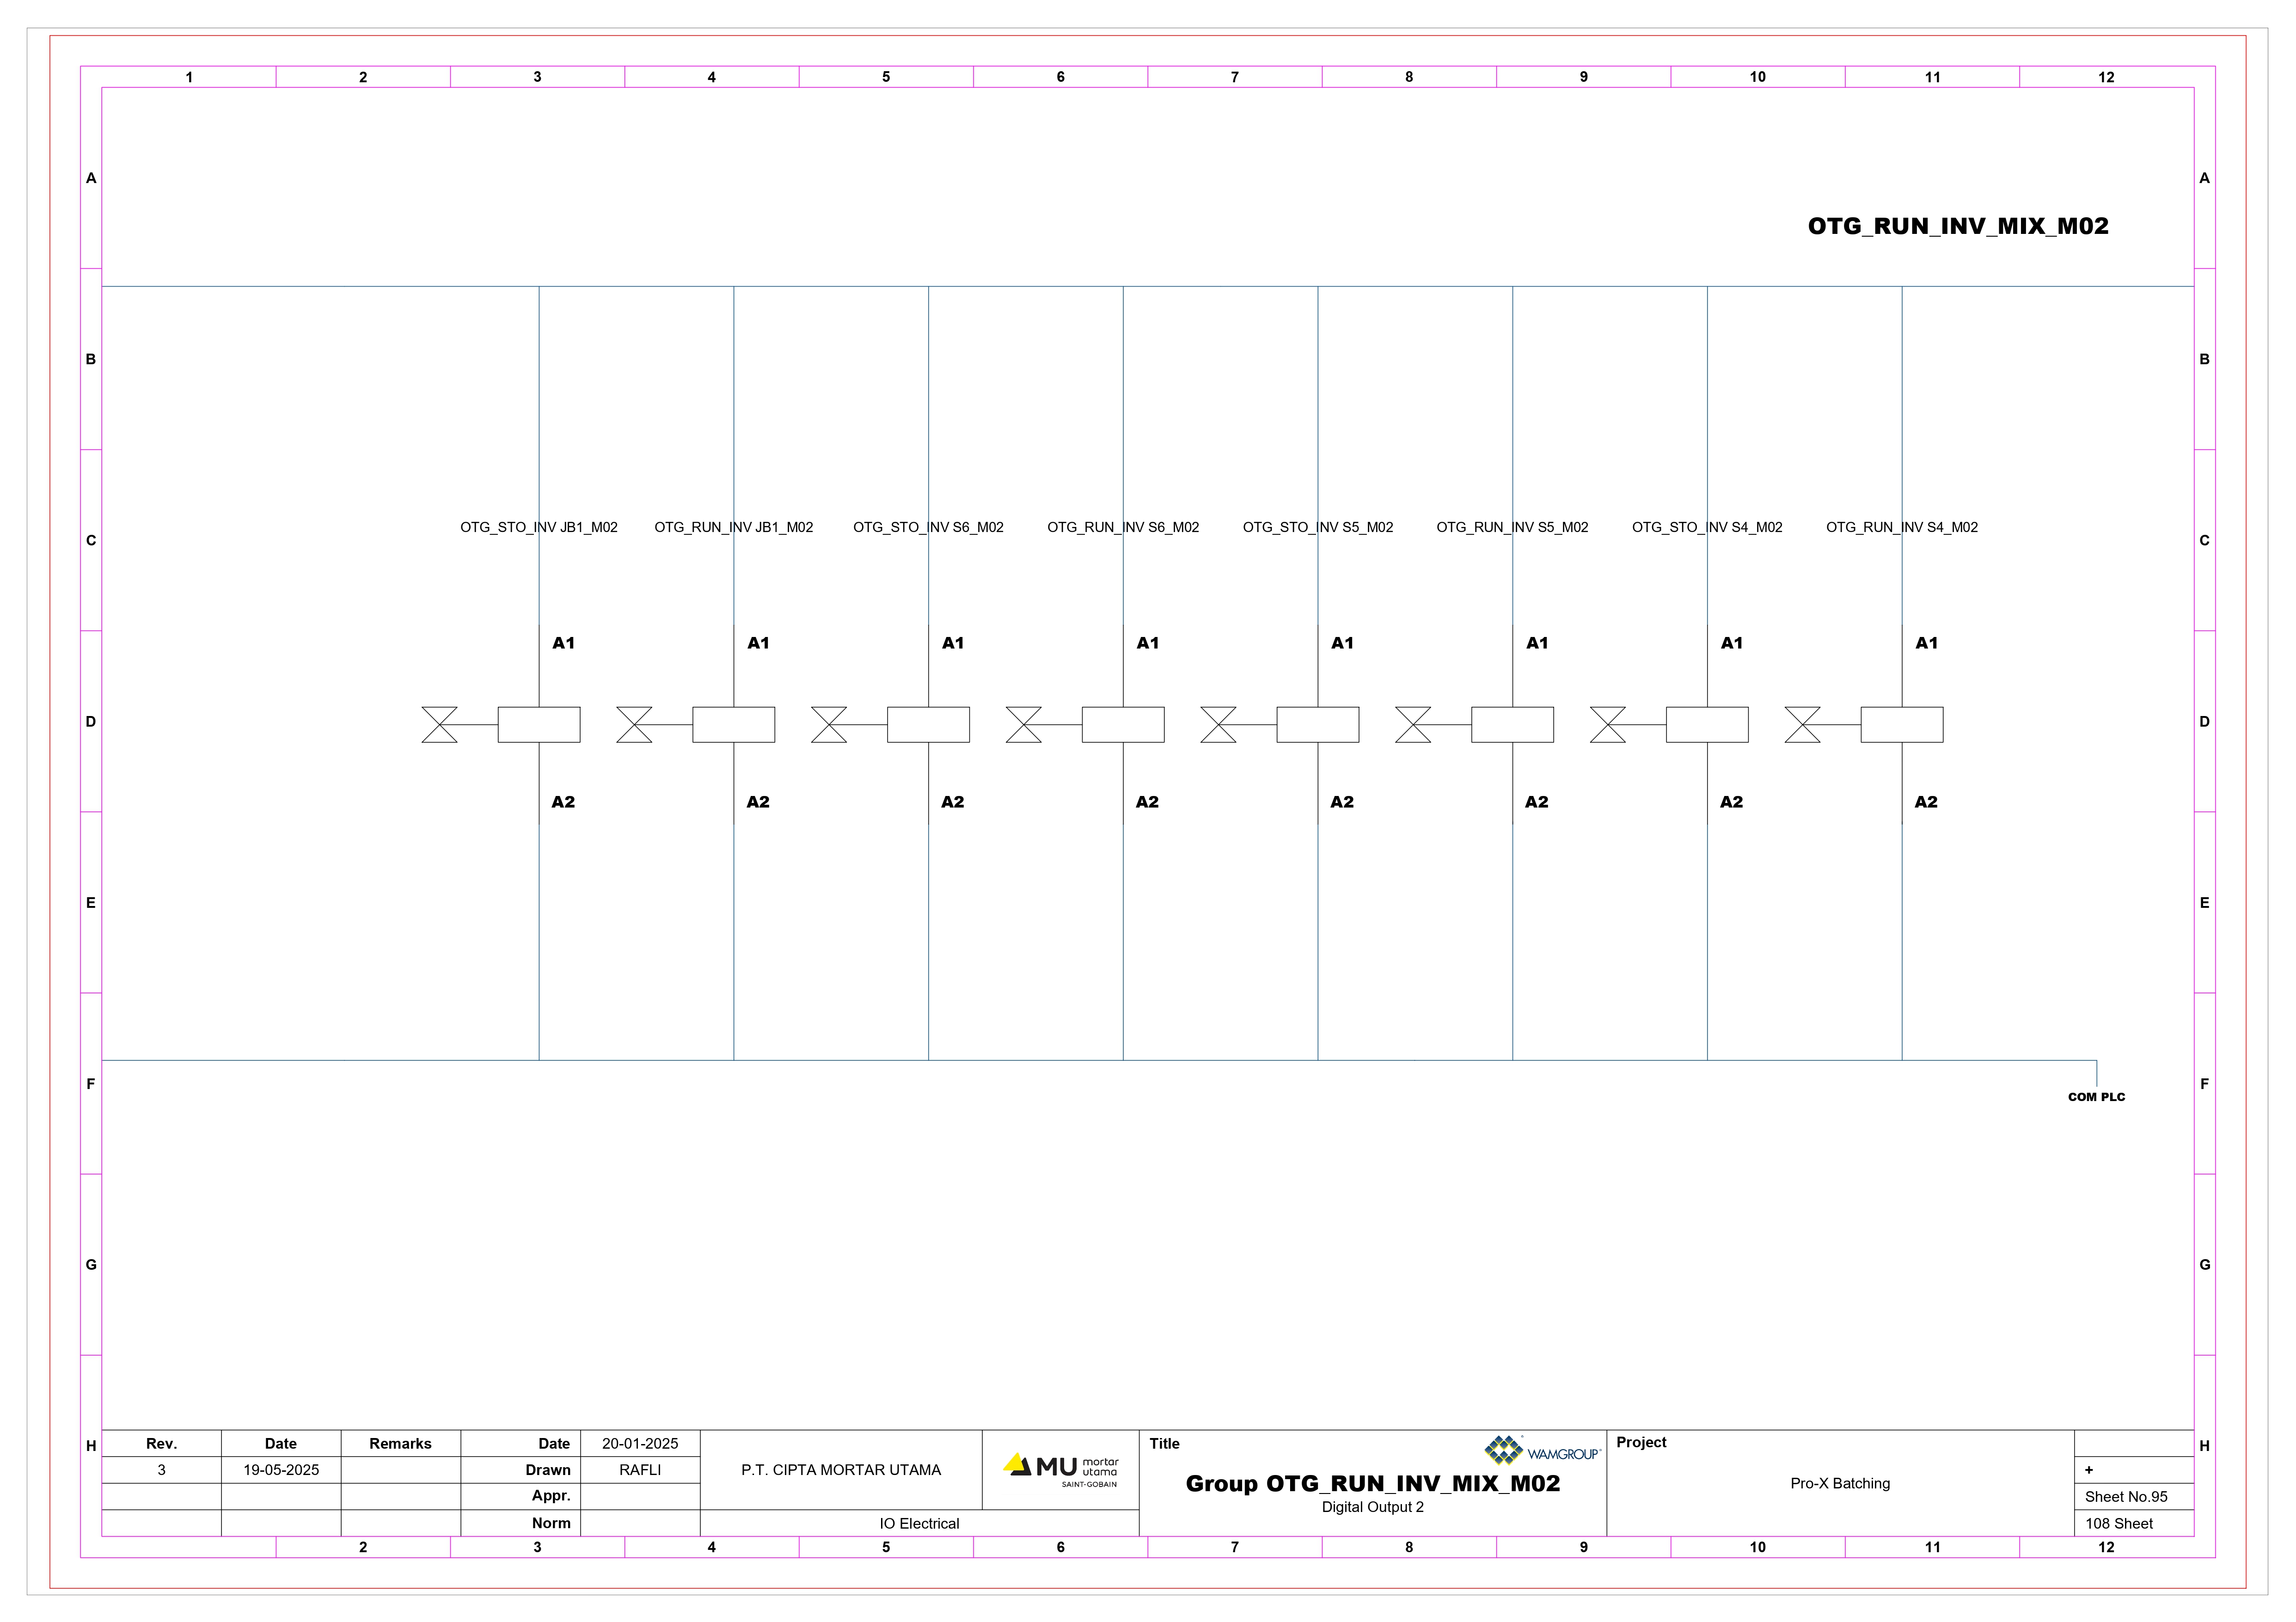 1 2 3 4 5 6 7 8 9 10 11 12
A A
OTG_RUN_INV_MIX_M02
B B
OTG_STO_INV JB1_M02 OTG_RUN_INV JB1_M02 OTG_STO_INV S6_M02 OTG_RUN_INV S6_M02 OTG_STO_INV S5_M02 OTG_RUN_INV S5_M02 OTG_STO_INV S4_M02 OTG_RUN_INV S4_M02
C C
A1 A1 A1 A1 A1 A1 A1 A1
D D
A2 A2 A2 A2 A2 A2 A2 A2
E E
F F
COM PLC
G G
H H
Rev. Date Remarks Date 20-01-2025
3 19-05-2025 Drawn RAFLI
Appr.
Norm
P.T. CIPTA MORTAR UTAMA
MU mortar
utama
SAINT-GOBAIN
IO Electrical
Title
WAMGROUP
Group OTG_RUN_INV_MIX_M02
Digital Output 2
Project
Pro-X Batching
+
Sheet No.95
108 Sheet
2 3 4 5 6 7 8 9 10 11 12